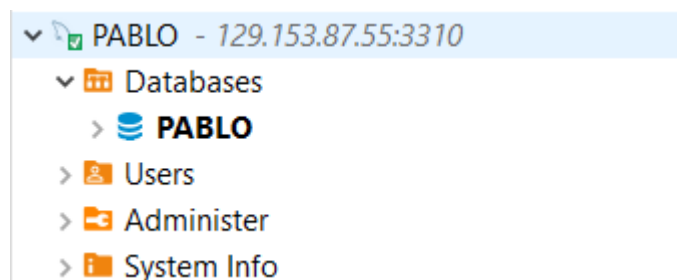 PABLO - 129.153.87.55:3310
Databases
PABLO
Users
Administer
System Info